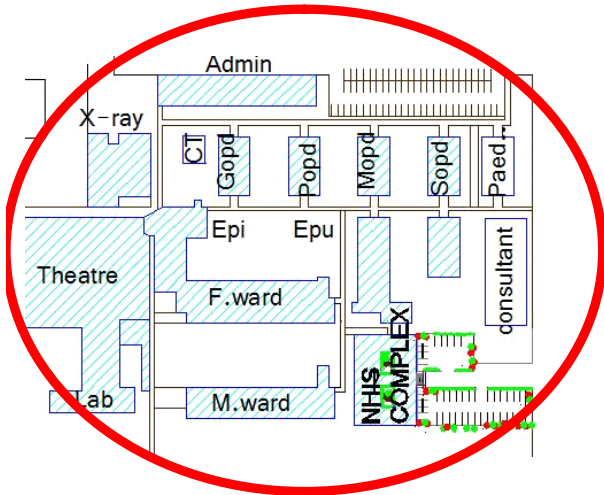 Admin
X-ray
CT
Gopd
Popd
Mopd
Sopd
Paed..
Epi
Epu
consultant
Theatre
F.ward
NHIS
COMPLEX
Lab
M.ward